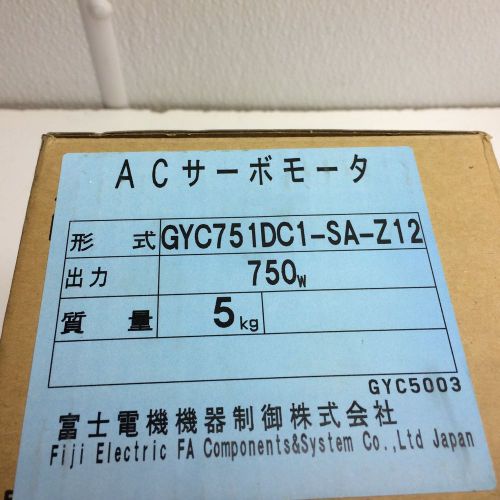 ACサーボモータ
形 式 GYC751DC1-SA-Z12
出力 750W
質 量 5kg
GYC5003
富士電機機器制御株式会社
Fiji Electric FA Components&System Co.,Ltd Japan